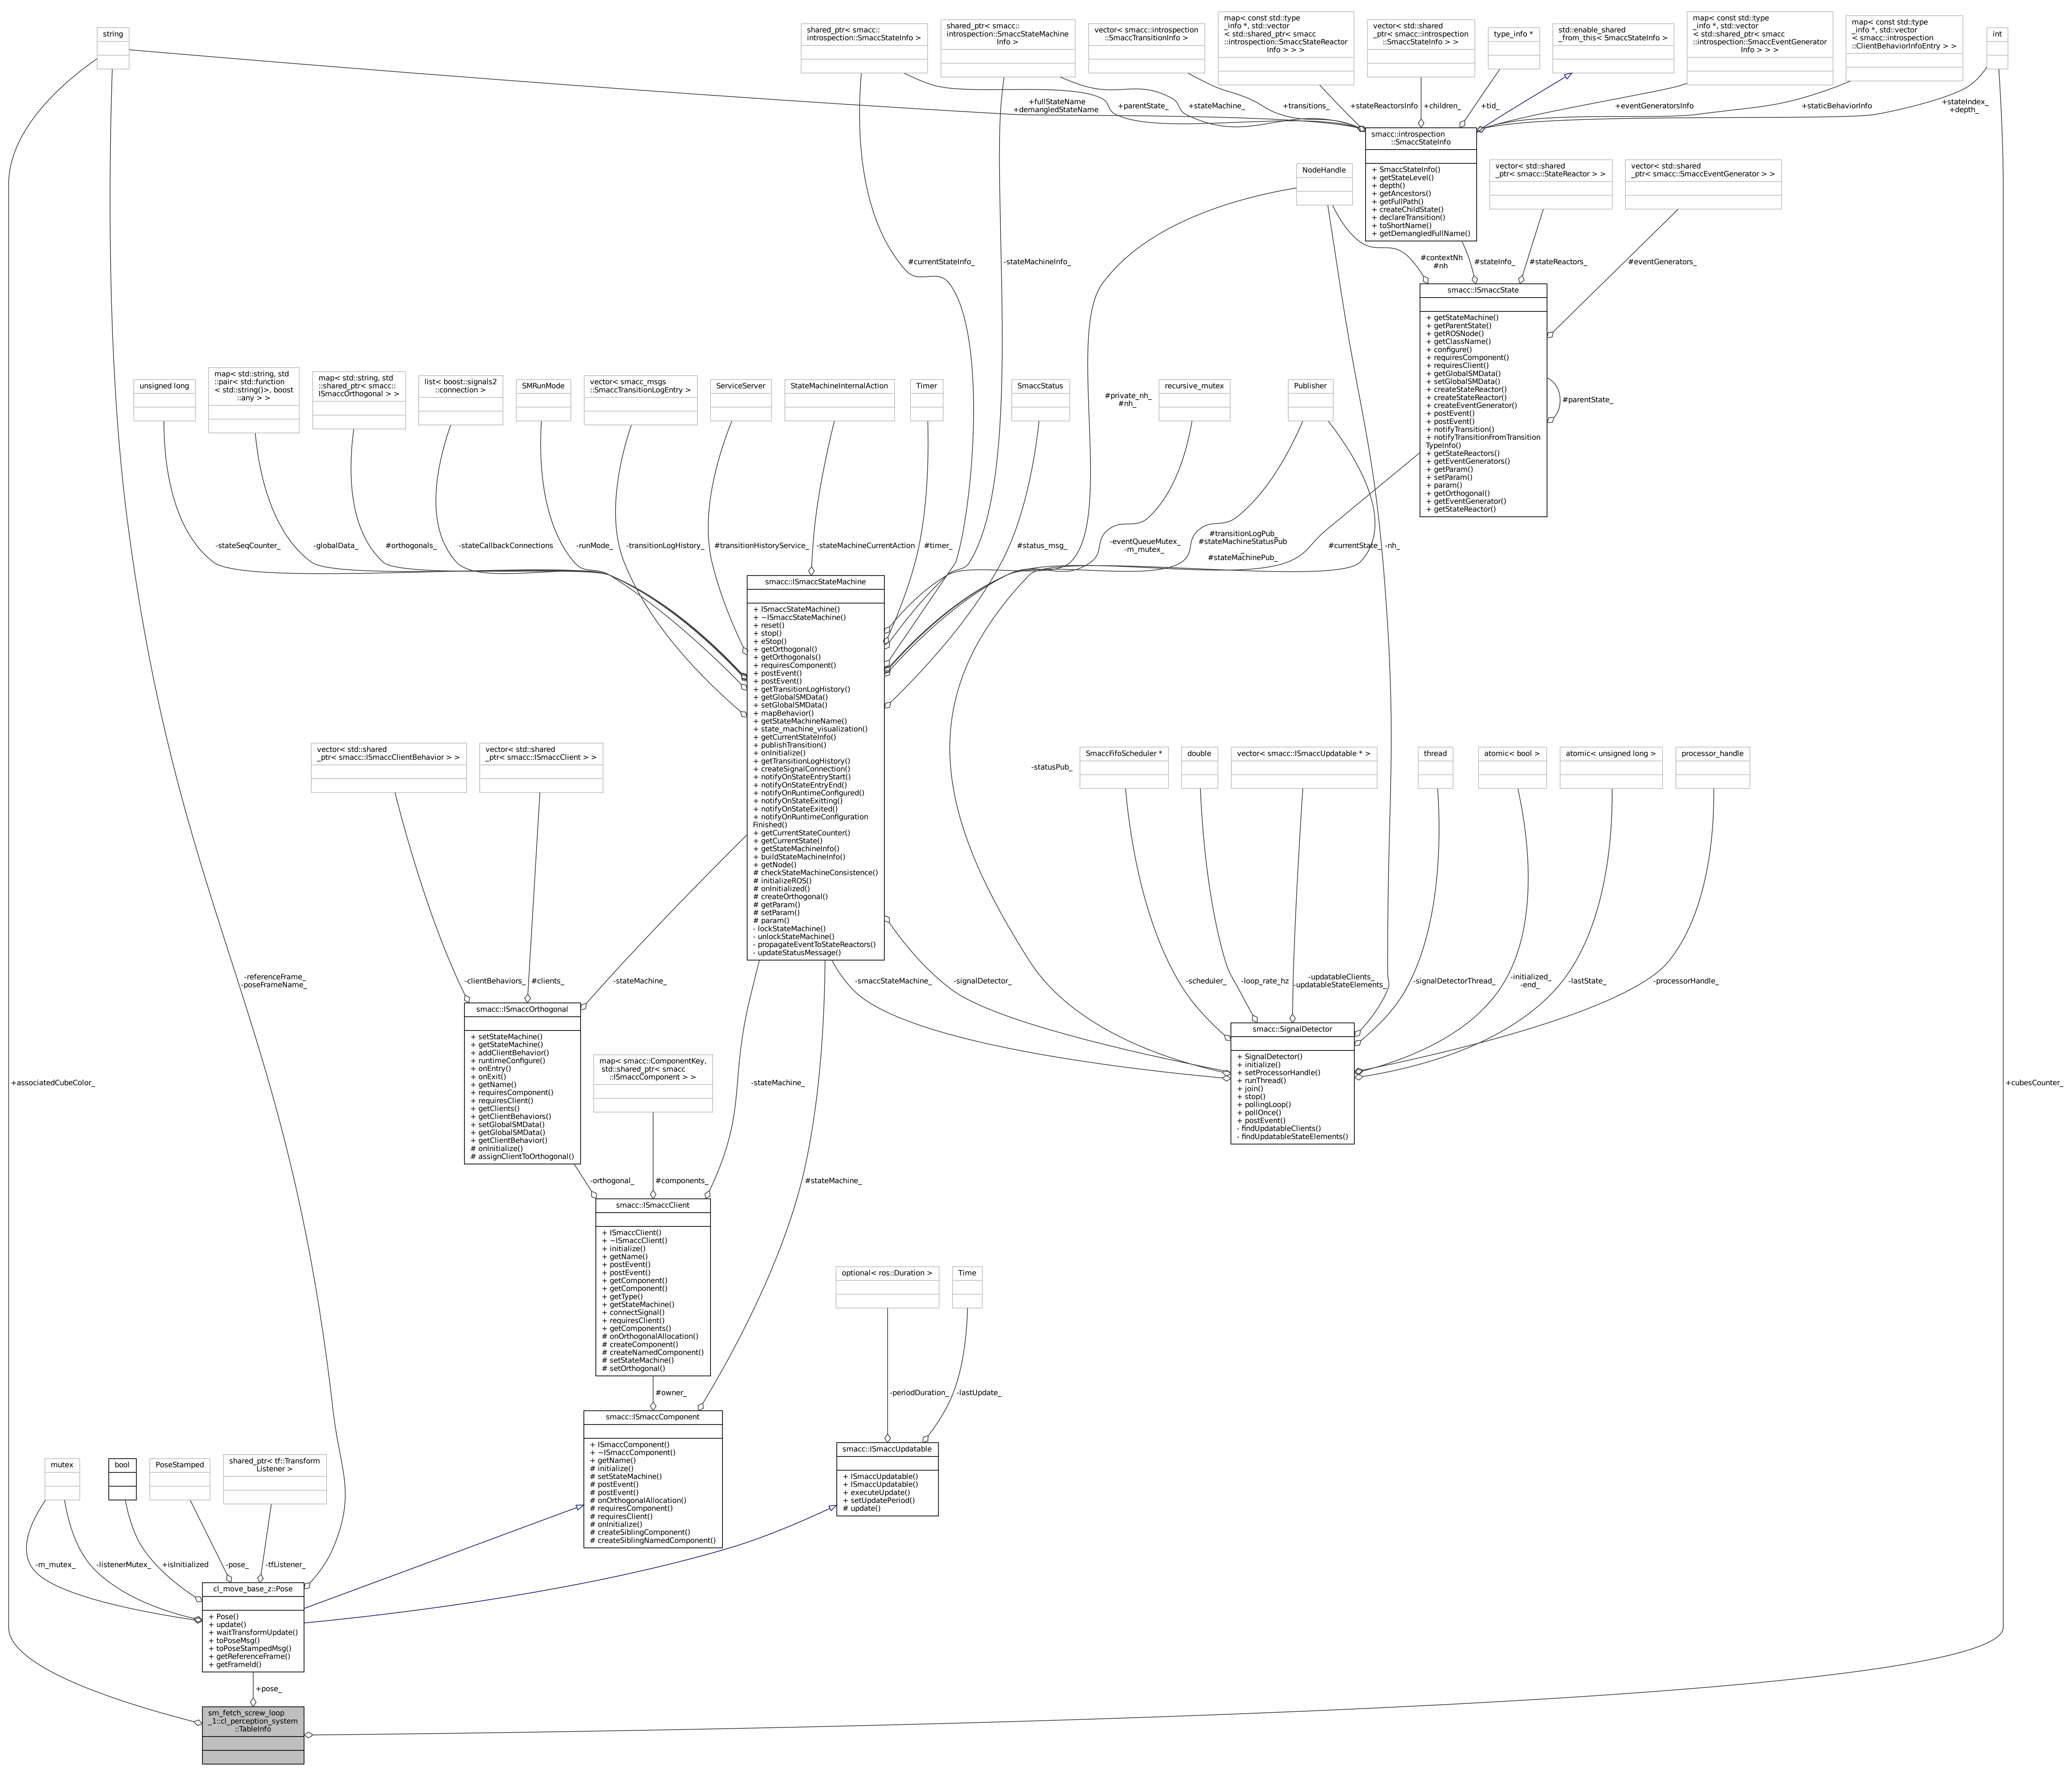 string
shared_ptr< smacc::
introspection::SmaccStateInfo >
shared_ptr< smacc::
introspection::SmaccStateMachine
Info >
vector< smacc::introspection
::SmaccTransitionInfo >
map< const std::type
_info *, std::vector
< std::shared_ptr< smacc
::introspection::SmaccStateReactor
Info > > >
vector< std::shared
_ptr< smacc::introspection
::SmaccStateInfo > >
type_info *
std::enable_shared
_from_this< SmaccStateInfo >
map< const std::type
_info *, std::vector
< std::shared_ptr< smacc
::introspection::SmaccEventGenerator
Info > > >
map< const std::type
_info *, std::vector
< smacc::introspection
::ClientBehaviorInfoEntry > >
int
+fullStateName
+demangledStateName
+parentState_
+stateMachine_
+transitions_
+stateReactorsInfo
+children_
+tid_
+eventGeneratorsInfo
+staticBehaviorInfo
+stateIndex_
+depth_
smacc::introspection
::SmaccStateInfo
+ SmaccStateInfo()
+ getStateLevel()
+ depth()
+ getAncestors()
+ getFullPath()
+ createChildState()
+ declareTransition()
+ toShortName()
+ getDemangledFullName()
NodeHandle
vector< std::shared
_ptr< smacc::StateReactor > >
vector< std::shared
_ptr< smacc::SmaccEventGenerator > >
#currentStateInfo_
-stateMachineInfo_
#contextNh
#nh
#stateInfo_
#stateReactors_
#eventGenerators_
smacc::ISmaccState
+ getStateMachine()
+ getParentState()
+ getROSNode()
+ getClassName()
+ configure()
+ requiresComponent()
+ requiresClient()
+ getGlobalSMData()
+ setGlobalSMData()
+ createStateReactor()
+ createStateReactor()
+ createEventGenerator()
+ postEvent()
+ postEvent()
+ notifyTransition()
+ notifyTransitionFromTransition
TypeInfo()
+ getStateReactors()
+ getEventGenerators()
+ getParam()
+ setParam()
+ param()
+ getOrthogonal()
+ getEventGenerator()
+ getStateReactor()
#parentState_
unsigned long
map< std::string, std
::pair< std::function
< std::string()>, boost
::any > >
map< std::string, std
::shared_ptr< smacc::
ISmaccOrthogonal > >
list< boost::signals2
::connection >
SMRunMode
vector< smacc_msgs
::SmaccTransitionLogEntry >
ServiceServer
StateMachineInternalAction
Timer
SmaccStatus
#private_nh_
#nh_
recursive_mutex
Publisher
-stateSeqCounter_
-globalData_
#orthogonals_
-stateCallbackConnections
-runMode_
-transitionLogHistory_
#transitionHistoryService_
-stateMachineCurrentAction
#timer_
#status_msg_
-eventQueueMutex_
-m_mutex_
#transitionLogPub_
#stateMachineStatusPub
_
#stateMachinePub_
#currentState_
-nh_
smacc::ISmaccStateMachine
+ ISmaccStateMachine()
+ ~ISmaccStateMachine()
+ reset()
+ stop()
+ eStop()
+ getOrthogonal()
+ getOrthogonals()
+ requiresComponent()
+ postEvent()
+ postEvent()
+ getTransitionLogHistory()
+ getGlobalSMData()
+ setGlobalSMData()
+ mapBehavior()
+ getStateMachineName()
+ state_machine_visualization()
+ getCurrentStateInfo()
+ publishTransition()
+ onInitialize()
+ getTransitionLogHistory()
+ createSignalConnection()
+ notifyOnStateEntryStart()
+ notifyOnStateEntryEnd()
+ notifyOnRuntimeConfigured()
+ notifyOnStateExitting()
+ notifyOnStateExited()
+ notifyOnRuntimeConfiguration
Finished()
+ getCurrentStateCounter()
+ getCurrentState()
+ getStateMachineInfo()
+ buildStateMachineInfo()
+ getNode()
# checkStateMachineConsistence()
# initializeROS()
# onInitialized()
# createOrthogonal()
# getParam()
# setParam()
# param()
- lockStateMachine()
- unlockStateMachine()
- propagateEventToStateReactors()
- updateStatusMessage()
vector< std::shared
_ptr< smacc::ISmaccClientBehavior > >
vector< std::shared
_ptr< smacc::ISmaccClient > >
-statusPub_
SmaccFifoScheduler *
double
vector< smacc::ISmaccUpdatable * >
thread
atomic< bool >
atomic< unsigned long >
processor_handle
-referenceFrame_
-poseFrameName_
-clientBehaviors_
#clients_
-stateMachine_
-smaccStateMachine_
-signalDetector_
-scheduler_
-loop_rate_hz
-updatableClients_
-updatableStateElements_
-signalDetectorThread_
-initialized_
-end_
-lastState_
-processorHandle_
smacc::ISmaccOrthogonal
+ setStateMachine()
+ getStateMachine()
+ addClientBehavior()
+ runtimeConfigure()
+ onEntry()
+ onExit()
+ getName()
+ requiresComponent()
+ requiresClient()
+ getClients()
+ getClientBehaviors()
+ setGlobalSMData()
+ getGlobalSMData()
+ getClientBehavior()
# onInitialize()
# assignClientToOrthogonal()
smacc::SignalDetector
+ SignalDetector()
+ initialize()
+ setProcessorHandle()
+ runThread()
+ join()
+ stop()
+ pollingLoop()
+ pollOnce()
+ postEvent()
- findUpdatableClients()
- findUpdatableStateElements()
map< smacc::ComponentKey,
std::shared_ptr< smacc
::ISmaccComponent > >
+associatedCubeColor_
-stateMachine_
+cubesCounter_
-orthogonal_
#components_
#stateMachine_
smacc::ISmaccClient
+ ISmaccClient()
+ ~ISmaccClient()
+ initialize()
+ getName()
+ postEvent()
+ postEvent()
+ getComponent()
+ getComponent()
+ getType()
+ getStateMachine()
+ connectSignal()
+ requiresClient()
+ getComponents()
# onOrthogonalAllocation()
# createComponent()
# createNamedComponent()
# setStateMachine()
# setOrthogonal()
optional< ros::Duration >
Time
#owner_
-periodDuration_
-lastUpdate_
smacc::ISmaccComponent
+ ISmaccComponent()
+ ~ISmaccComponent()
+ getName()
# initialize()
# setStateMachine()
# postEvent()
# postEvent()
# onOrthogonalAllocation()
# requiresComponent()
# requiresClient()
# onInitialize()
# createSiblingComponent()
# createSiblingNamedComponent()
smacc::ISmaccUpdatable
+ ISmaccUpdatable()
+ ISmaccUpdatable()
+ executeUpdate()
+ setUpdatePeriod()
# update()
mutex
bool
PoseStamped
shared_ptr< tf::Transform
Listener >
-m_mutex_
-listenerMutex_
+isInitialized
-pose_
-tfListener_
cl_move_base_z::Pose
+ Pose()
+ update()
+ waitTransformUpdate()
+ toPoseMsg()
+ toPoseStampedMsg()
+ getReferenceFrame()
+ getFrameId()
+pose_
sm_fetch_screw_loop
_1::cl_perception_system
::TableInfo